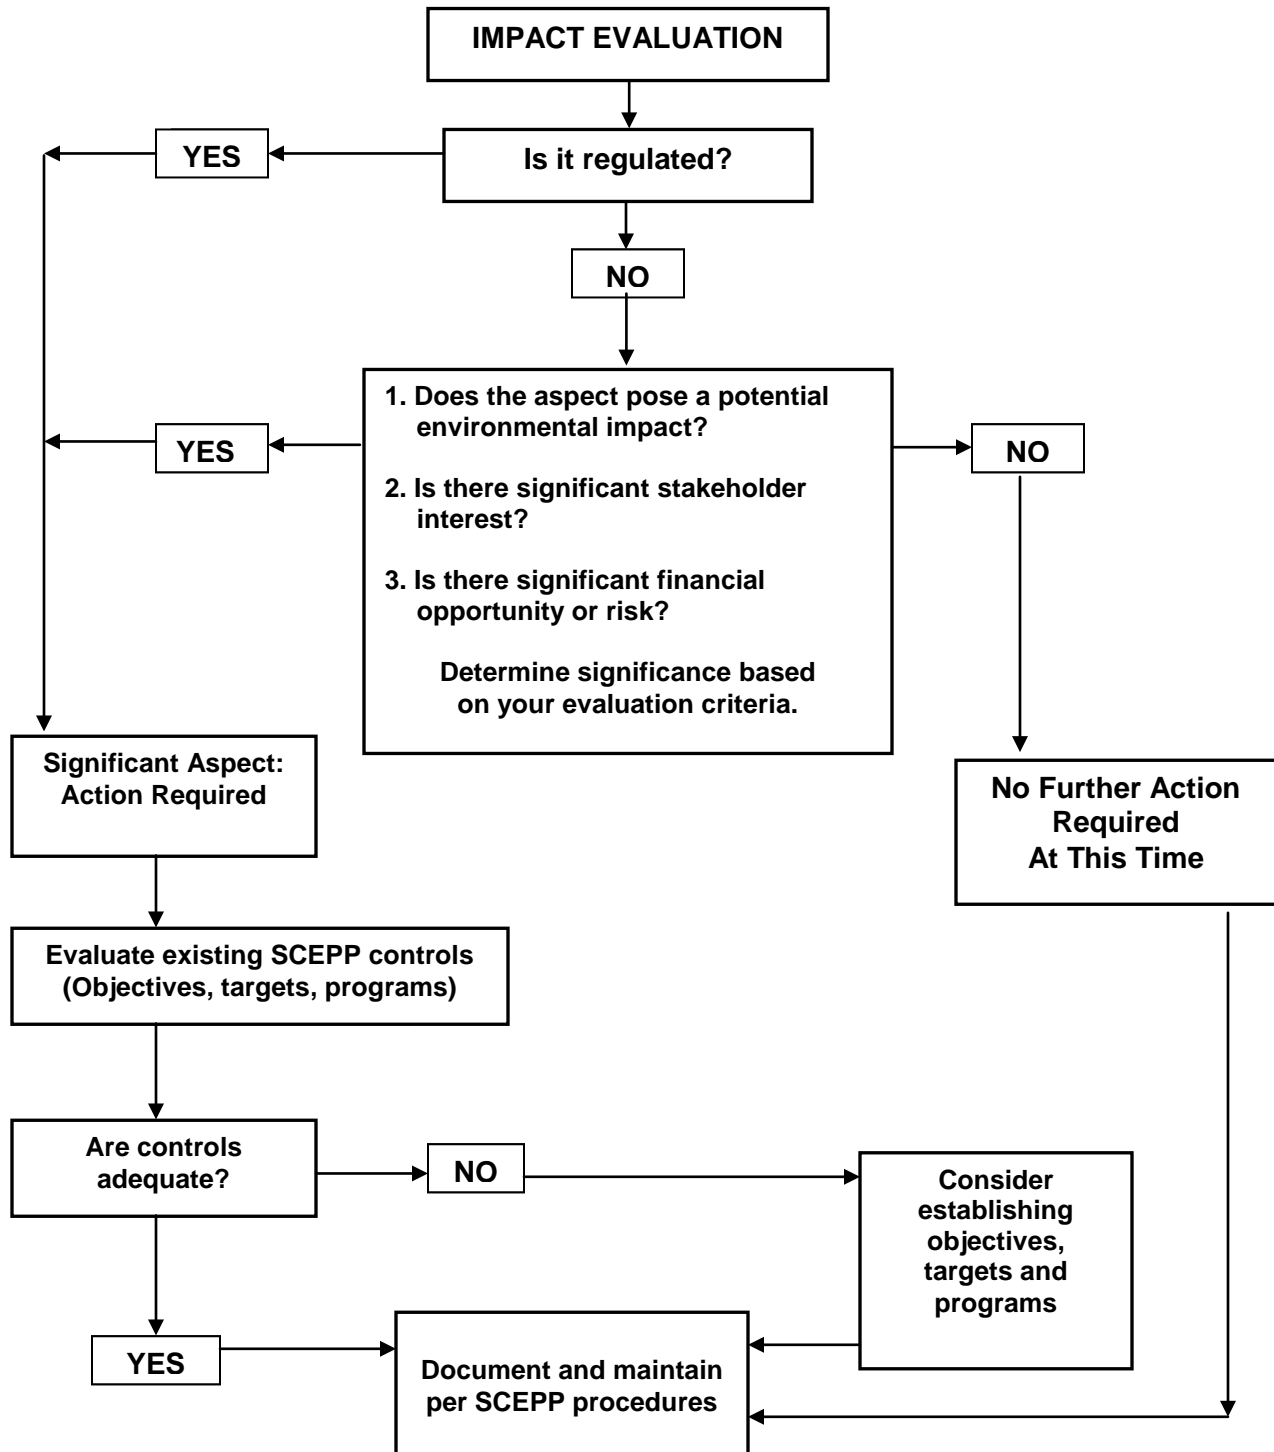 IMPACT EVALUATION
YES
Is it regulated?
NO
1. Does the aspect pose a potential
environmental impact?
YES
NO
2. Is there significant stakeholder
interest?
3. Is there significant financial
opportunity or risk?
Determine significance based
on your evaluation criteria.
Significant Aspect:
Action Required
No Further Action
Required
At This Time
Evaluate existing SCEPP controls
(Objectives, targets, programs)
Are controls
adequate?
NO
Consider
establishing
objectives,
targets and
programs
YES
Document and maintain
per SCEPP procedures